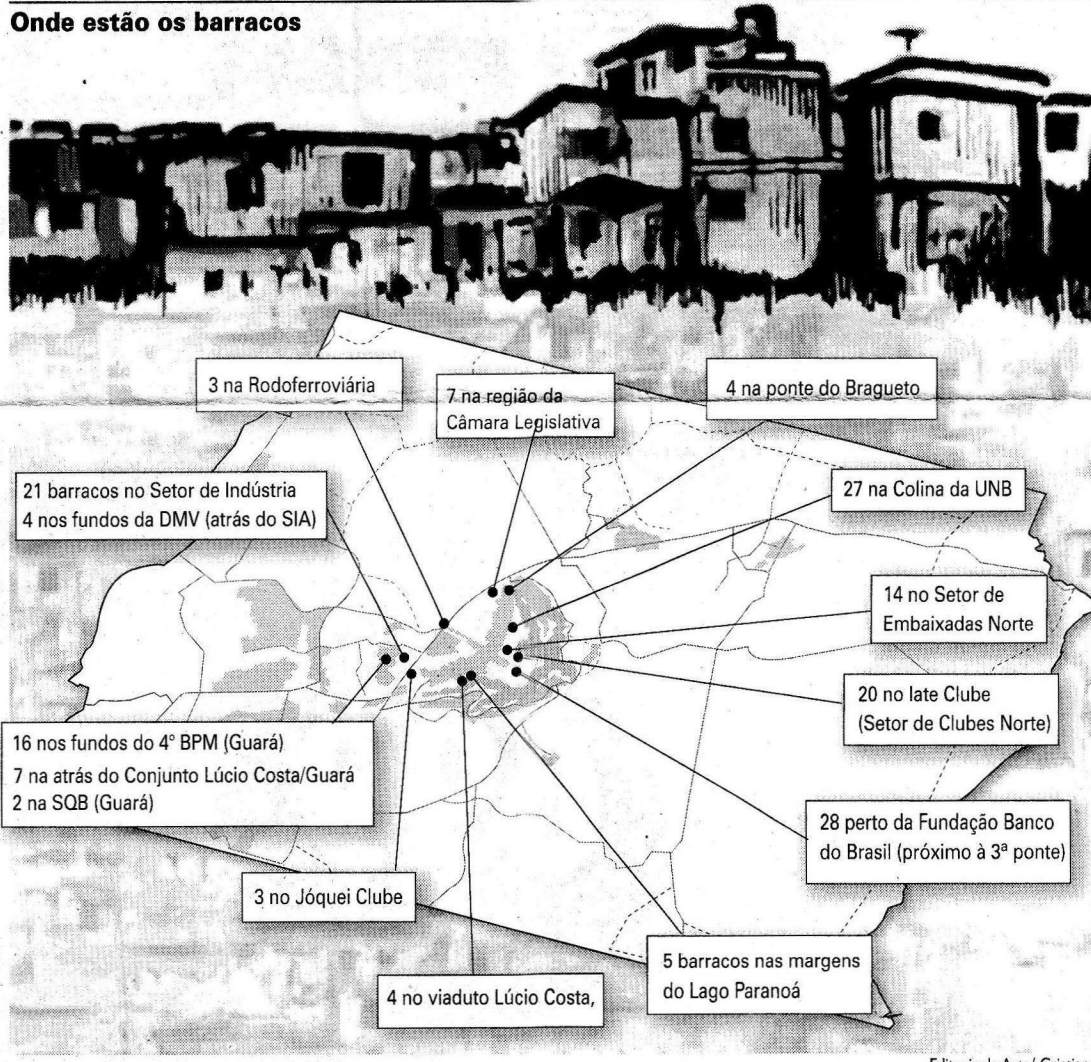 Onde estão os barracos
3 na Rodoferroviária
7 na região da
Câmara Legislativa
4 na ponte do Bragueto
21 barracos no Setor de Indústria
4 nos fundos da DMV (atrás do SIA)
27 na Colina da UNB
14 no Setor de
Embaixadas Norte
20 no Iate Clube
(Setor de Clubes Norte)
16 nos fundos do 4º BPM (Guará)
7 na atrás do Conjunto Lúcio Costa/Guará
2 na SQB (Guará)
28 perto da Fundação Banco
do Brasil (próximo à 3ª ponte)
3 no Jóquei Clube
5 barracos nas margens
do Lago Paranoá
4 no viaduto Lúcio Costa,